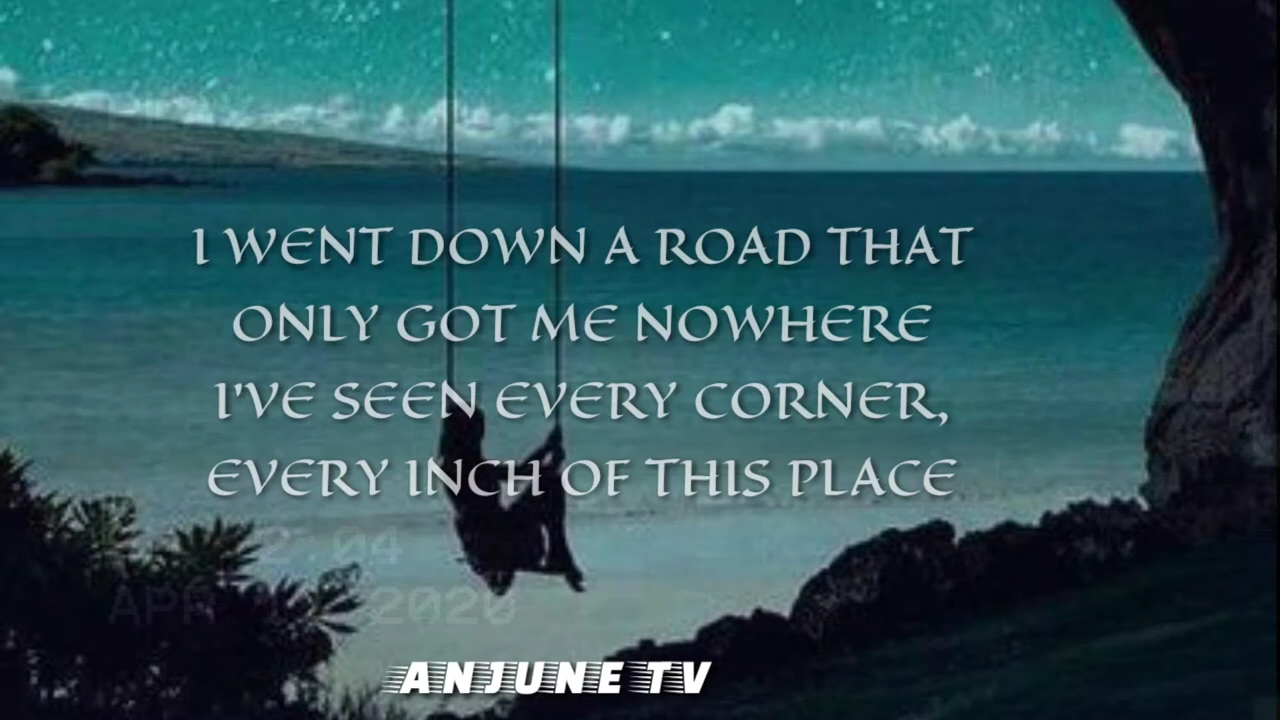 I WENT DOWN A ROAD THAT
ONLY GOT ME NOWHERE
I'VE SEEN EVERY CORNER,
EVERY INCH OF THIS PLACE
2020
ANJUNE TV